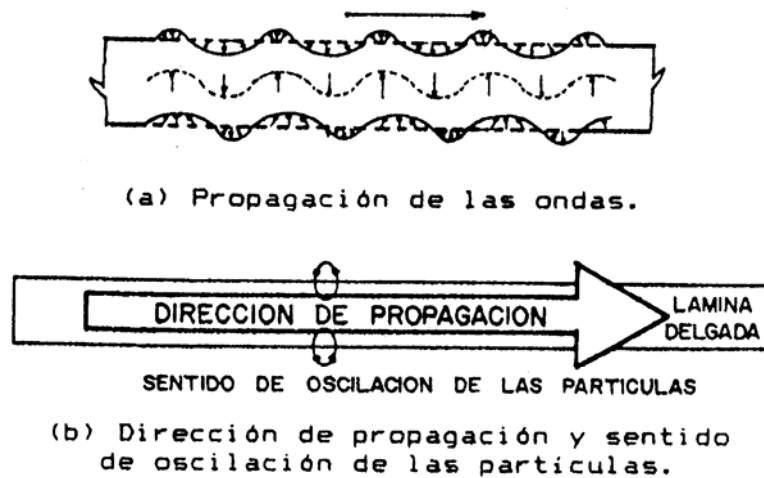 (a) Propagación de las ondas.
DIRECCION DE PROPAGACION
LAMINA
DELGADA
SENTIDO DE OSCILACION DE LAS PARTICULAS
(b) Dirección de propagación y sentido
de oscilación de las partículas.